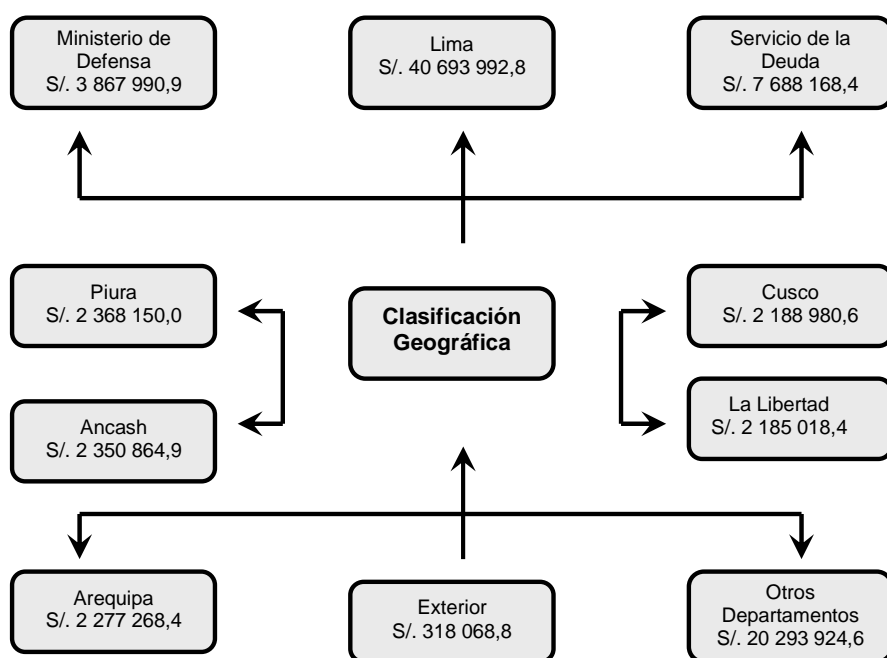 Ministerio de
Defensa
S/. 3 867 990,9
Lima
S/. 40 693 992,8
Servicio de la
Deuda
S/. 7 688 168,4
Piura
S/. 2 368 150,0
Clasificación
Geográfica
Cusco
S/. 2 188 980,6
Ancash
S/. 2 350 864,9
La Libertad
S/. 2 185 018,4
Arequipa
S/. 2 277 268,4
Exterior
S/. 318 068,8
Otros
Departamentos
S/. 20 293 924,6